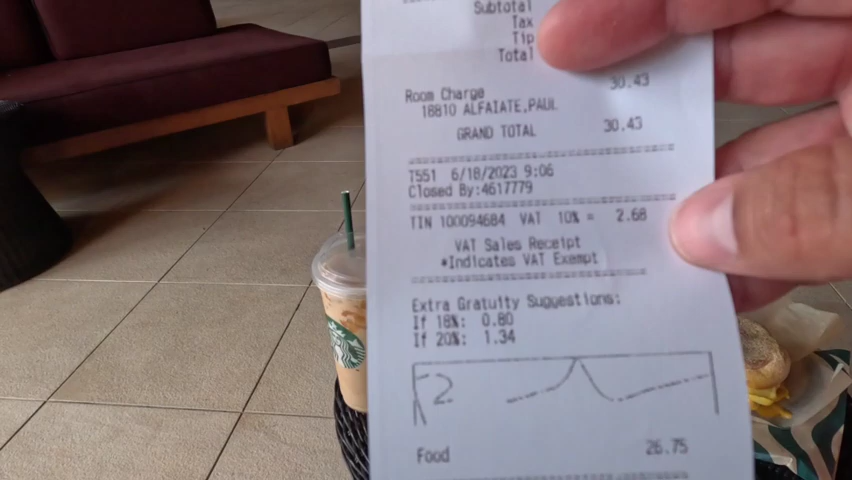 Subtotal
Tax
Tip
Total
30.43
Room Charge
18810 ALFAIATE,PAUL
GRAND TOTAL 30.43
T551 6/18/2023 9:06
Closed By:4617779
TIN 100094684 VAT 10% = 2.68
VAT Sales Receipt
*Indicates VAT Exempt
Extra Gratuity Suggestions:
If 18%: 0.80
If 20%: 1.34
2
Food 26.75